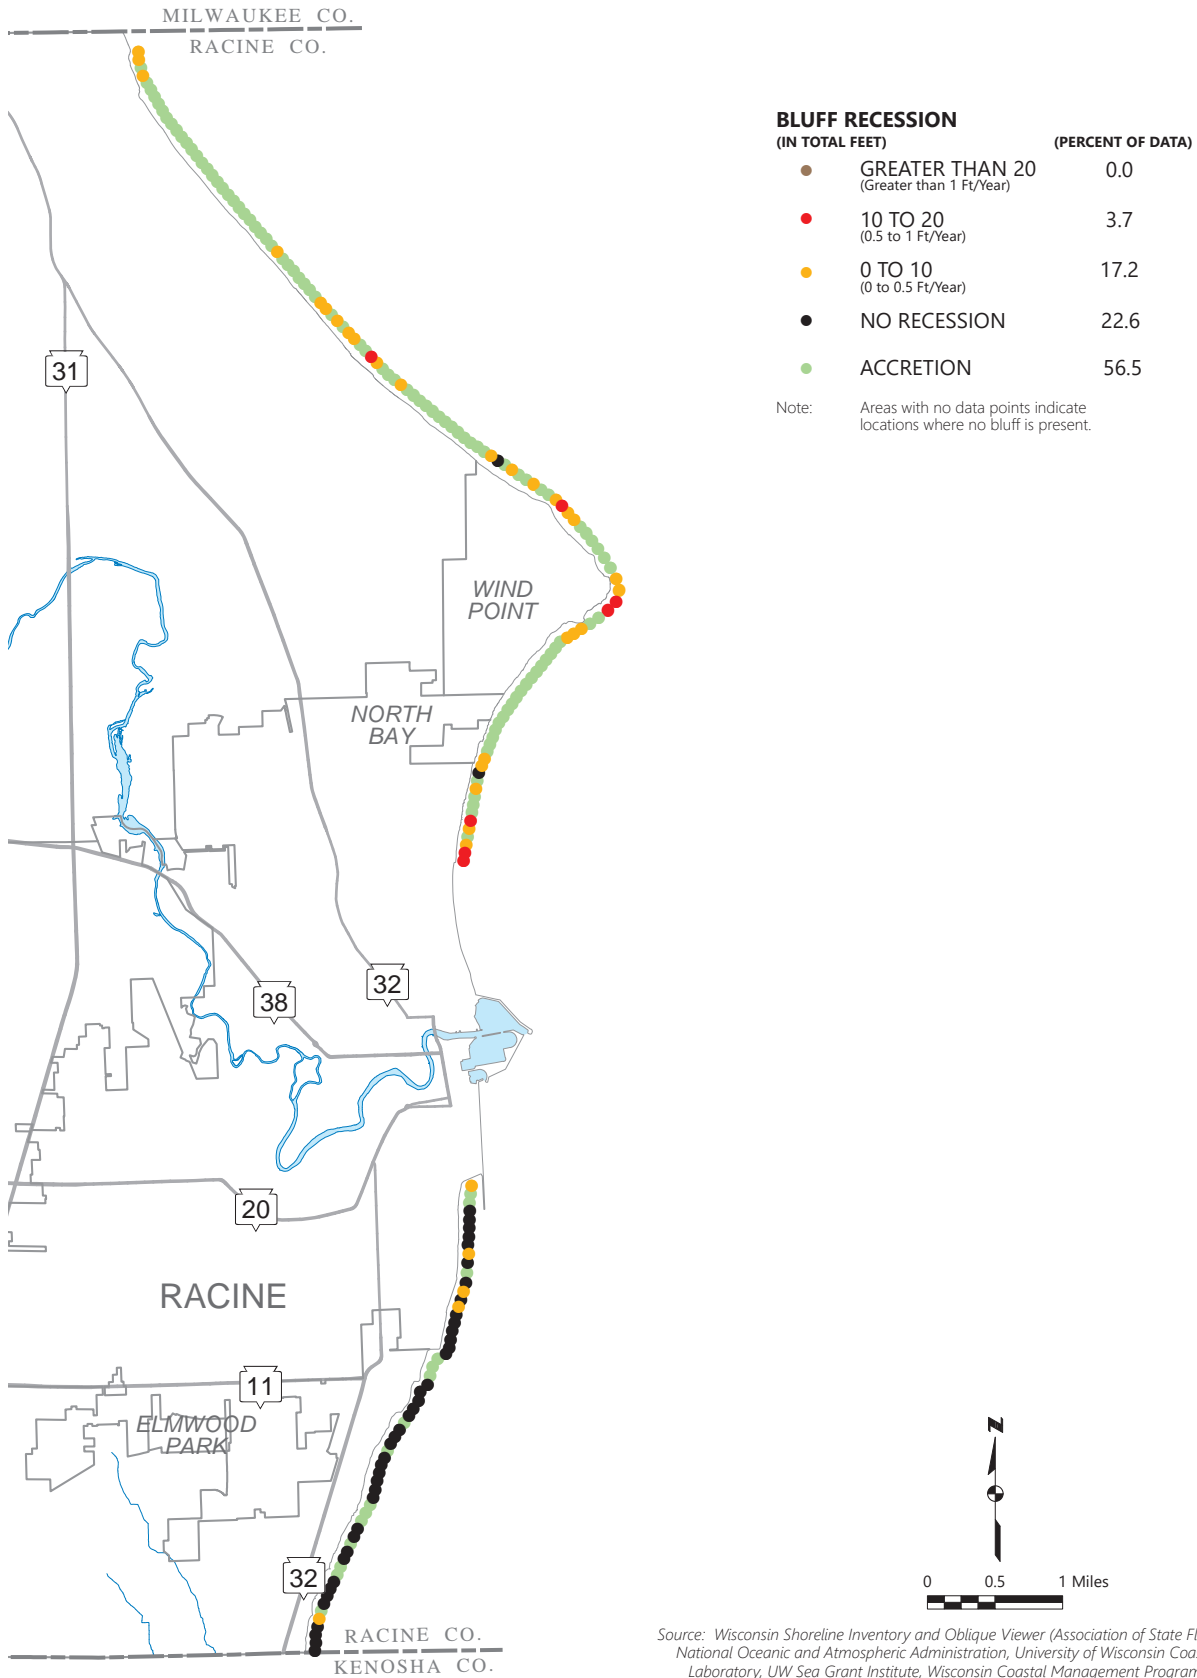 MILWAUKEE CO.
RACINE CO.
BLUFF RECESSION
(IN TOTAL FEET) (PERCENT OF DATA)
GREATER THAN 20 0.0
(Greater than 1 Ft/Year)
10 TO 20 3.7
(0.5 to 1 Ft/Year)
0 TO 10 17.2
(0 to 0.5 Ft/Year)
NO RECESSION 22.6
ACCRETION 56.5
Note: Areas with no data points indicate
locations where no bluff is present.
31
WIND
POINT
NORTH
BAY
32
38
20
RACINE
11
ELMWOOD
PARK
32
Z
0 0.5 1 Miles
RACINE CO.
KENOSHA CO.
Source: Wisconsin Shoreline Inventory and Oblique Viewer (Association of State Fl
National Oceanic and Atmospheric Administration, University of Wisconsin Coa
Laboratory, UW Sea Grant Institute, Wisconsin Coastal Management Program